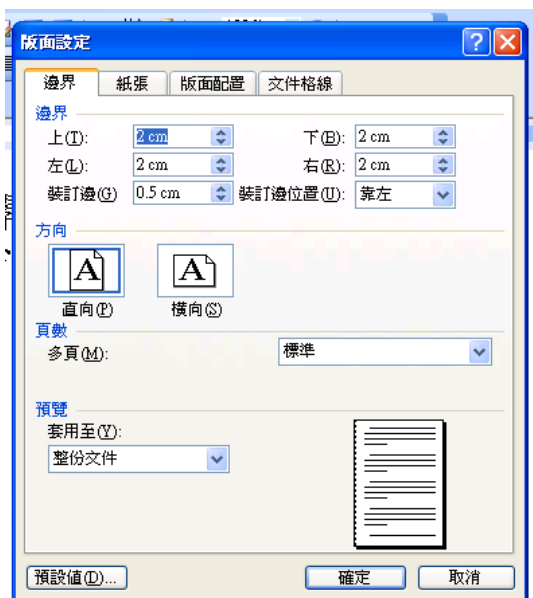 版面設定
邊界 紙張 版面配置 文件格線
邊界
上(T): 2 cm 下(B): 2 cm
左(L): 2 cm 右(R): 2 cm
裝訂邊(G) 0.5 cm 裝訂邊位置(U): 靠左
方向
A A
直向(P) 橫向(S)
頁數
多頁(M): 標準
預覽
套用至(Y):
整份文件
預設值(D)... 確定 取消